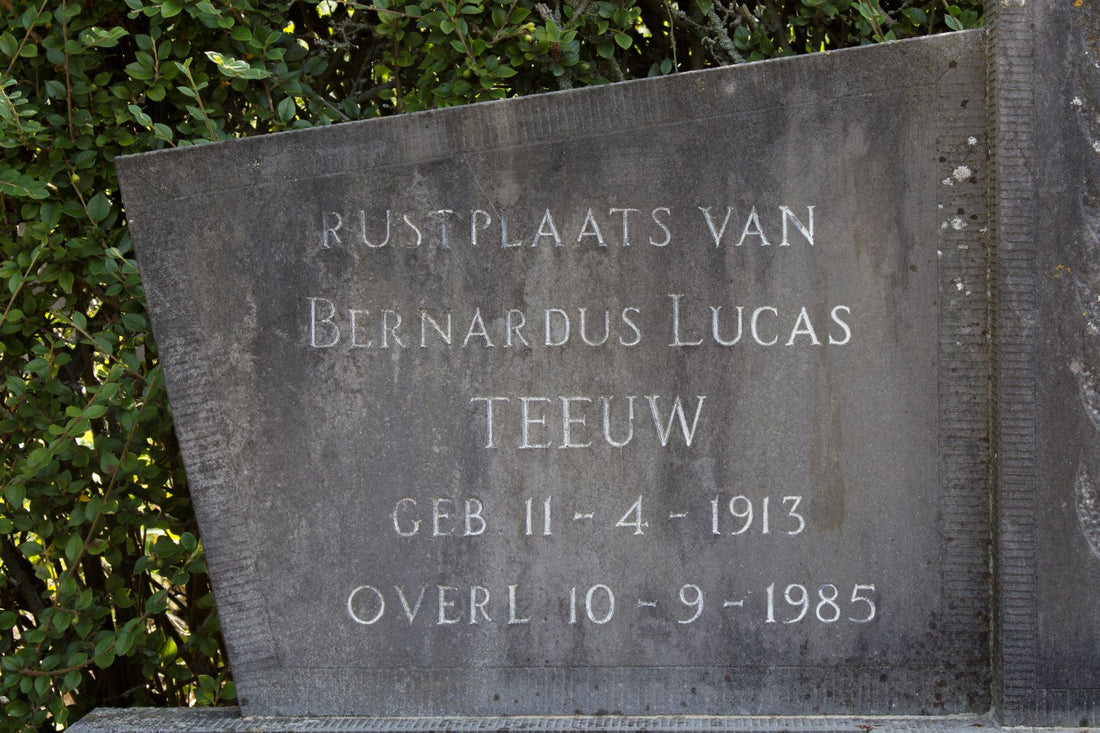 RUSTPLAATS VAN
BERNARDUS LUCAS
TEEUW
GEB. 11 - 4 - 1913
OVERL. 10 - 9 - 1985